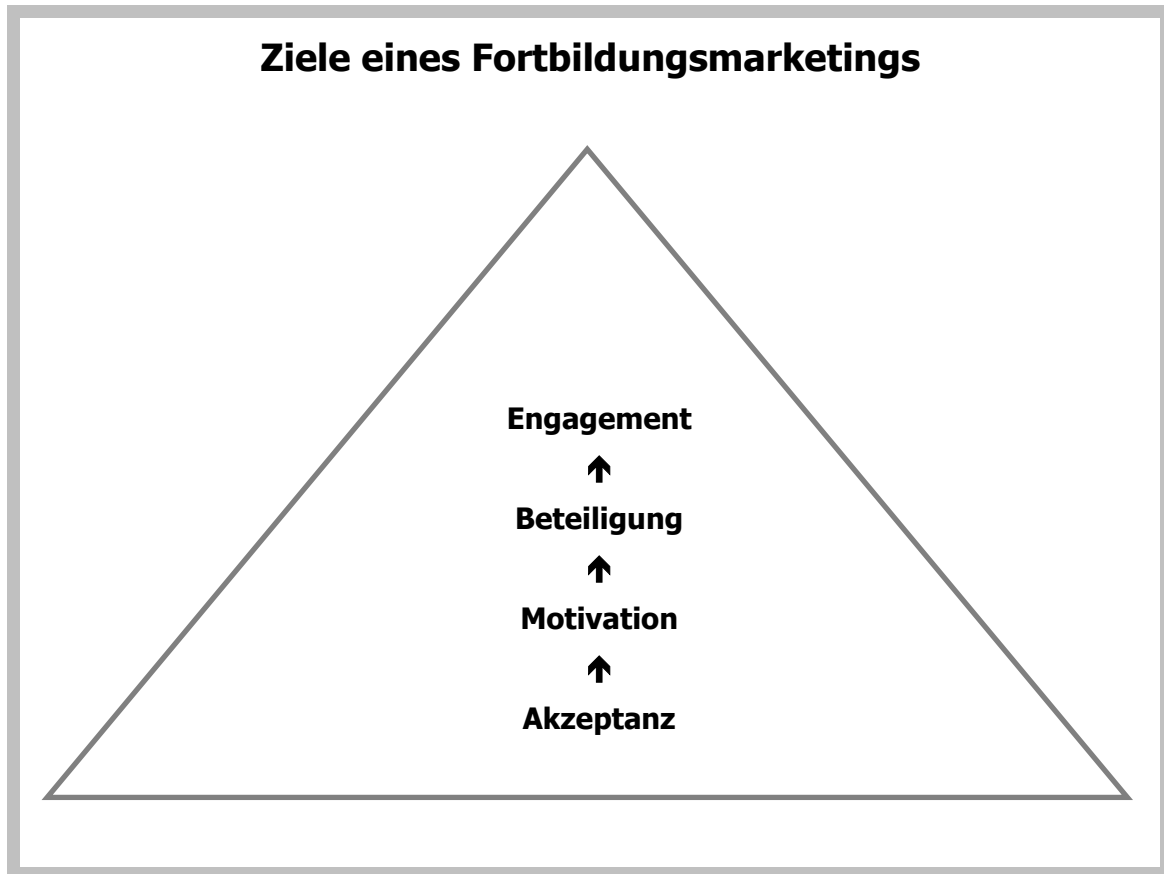 Ziele eines Fortbildungsmarketings
Engagement
↑
Beteiligung
↑
Motivation
↑
Akzeptanz